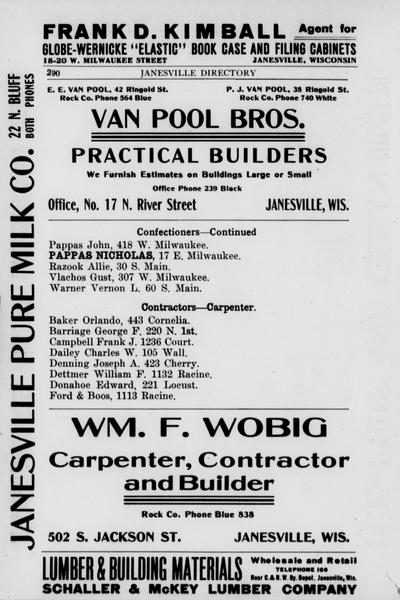 FRANK D. KIMBALL Agent for
GLOBE-WERNICKE "ELASTIC" BOOK CASE AND FILING CABINETS
18-20 W. MILWAUKEE STREET JANESVILLE, WISCONSIN
290 JANESVILLE DIRECTORY
E. E. VAN POOL, 42 Ringold St. P. J. VAN POOL, 38 Ringold St.
Rock Co. Phone 564 Blue Rock Co. Phone 740 White
VAN POOL BROS.
PRACTICAL BUILDERS
We Furnish Estimates on Buildings Large or Small
Office Phone 239 Black
Office, No. 17 N. River Street JANESVILLE, WIS.
Confectioners—Continued
Pappas John, 418 W. Milwaukee.
PAPPAS NICHOLAS, 17 E. Milwaukee.
Razook Allie, 30 S. Main.
Vlachos Gust, 307 W. Milwaukee.
Warner Vernon L. 60 S. Main.
Contractors—Carpenter.
Baker Orlando, 443 Cornelia.
Barriage George F. 220 N. 1st.
Campbell Frank J. 1236 Court.
Dailey Charles W. 105 Wall.
Denning Joseph A. 423 Cherry.
Dettmer William F. 1132 Racine.
Donahoe Edward, 221 Locust.
Ford & Boos, 1113 Racine.
WM. F. WOBIG
Carpenter, Contractor
and Builder
Rock Co. Phone Blue 838
502 S. JACKSON ST. JANESVILLE, WIS.
LUMBER & BUILDING MATERIALS Wholesale and Retail
TELEPHONE 100
Near C. & N. W. Ry. Depot, Janesville, Wis.
SCHALLER & McKEY LUMBER COMPANY
JANESVILLE PURE MILK CO. 22 N. BLUFF
BOTH PHONES